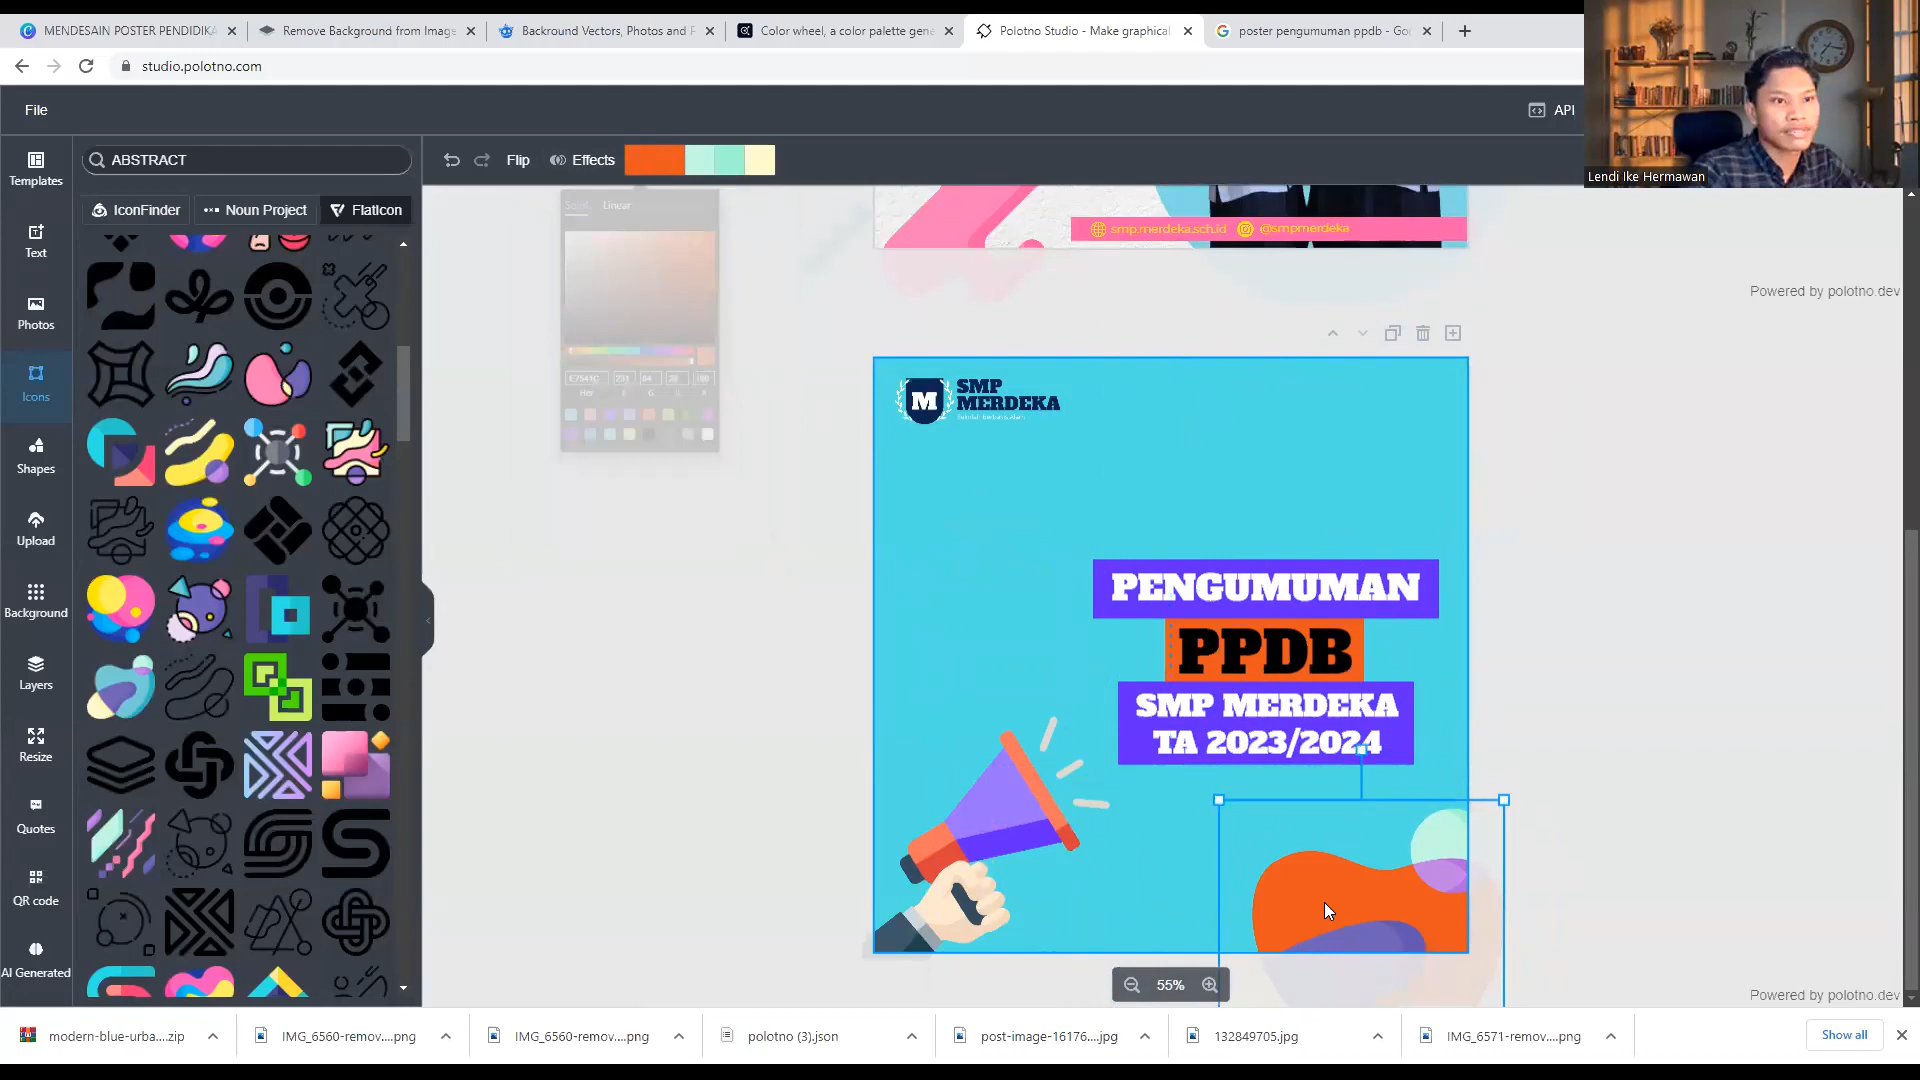 MENDESAIN POSTER PENDIDIKA
Remove Background from Image
Backround Vectors, Photos and F
Color wheel, a color palette gene
Polotno Studio - Make graphical
poster pengumuman ppdb - Goo
studio.polotno.com
File
API
Lendi Ike Hermawan
ABSTRACT
Flip
Effects
IconFinder
Noun Project
FlatIcon
Templates
Text
Photos
Icons
Shapes
Upload
Background
Layers
Resize
Quotes
QR code
AI Generated
Linear
smp.merdeka.sch.id
@smpmerdeka
Powered by polotno.dev
M
SMP
MERDEKA
Sekolah Berbasis Alam
PENGUMUMAN
PPDB
SMP MERDEKA
TA 2023/2024
55%
Powered by polotno.dev
modern-blue-urba....zip
IMG_6560-remov....png
IMG_6560-remov....png
polotno (3).json
post-image-16176....jpg
132849705.jpg
IMG_6571-remov....png
Show all